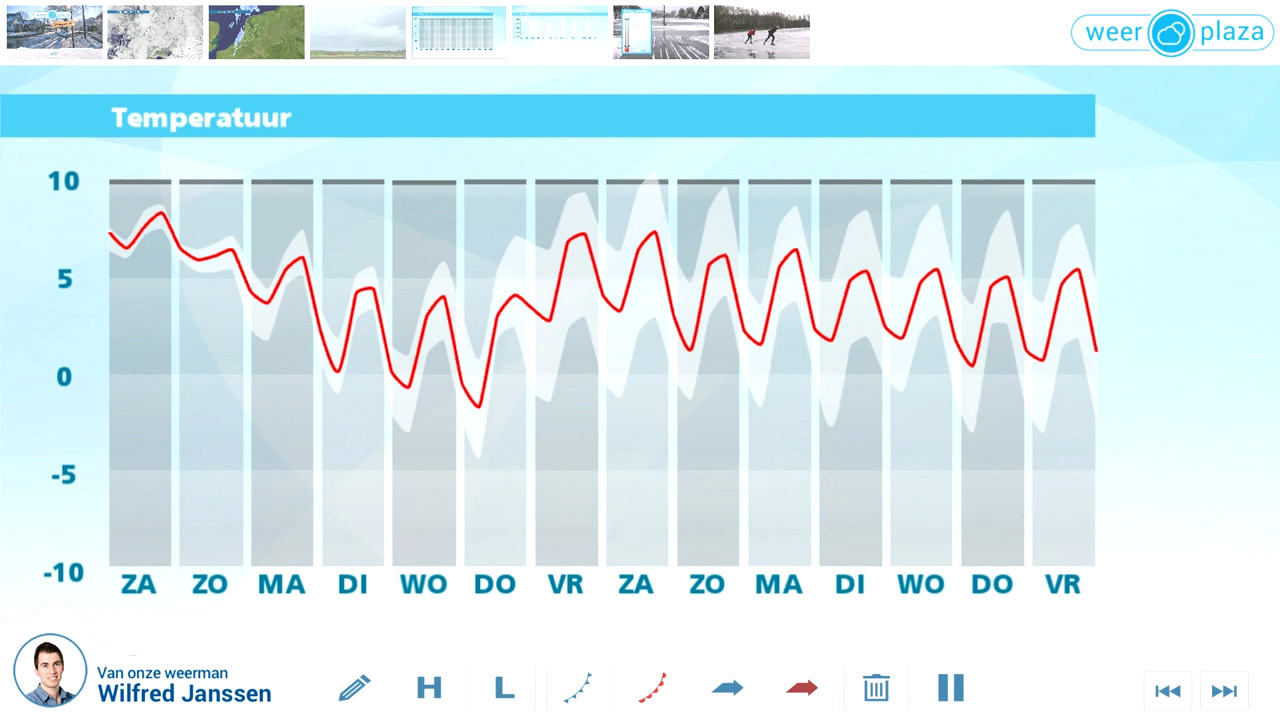 weer plaza
Temperatuur
10
5
0
-5
-10
ZA ZO MA DI WO DO VR ZA ZO MA DI WO DO VR
Van onze weerman
Wilfred Janssen
H L